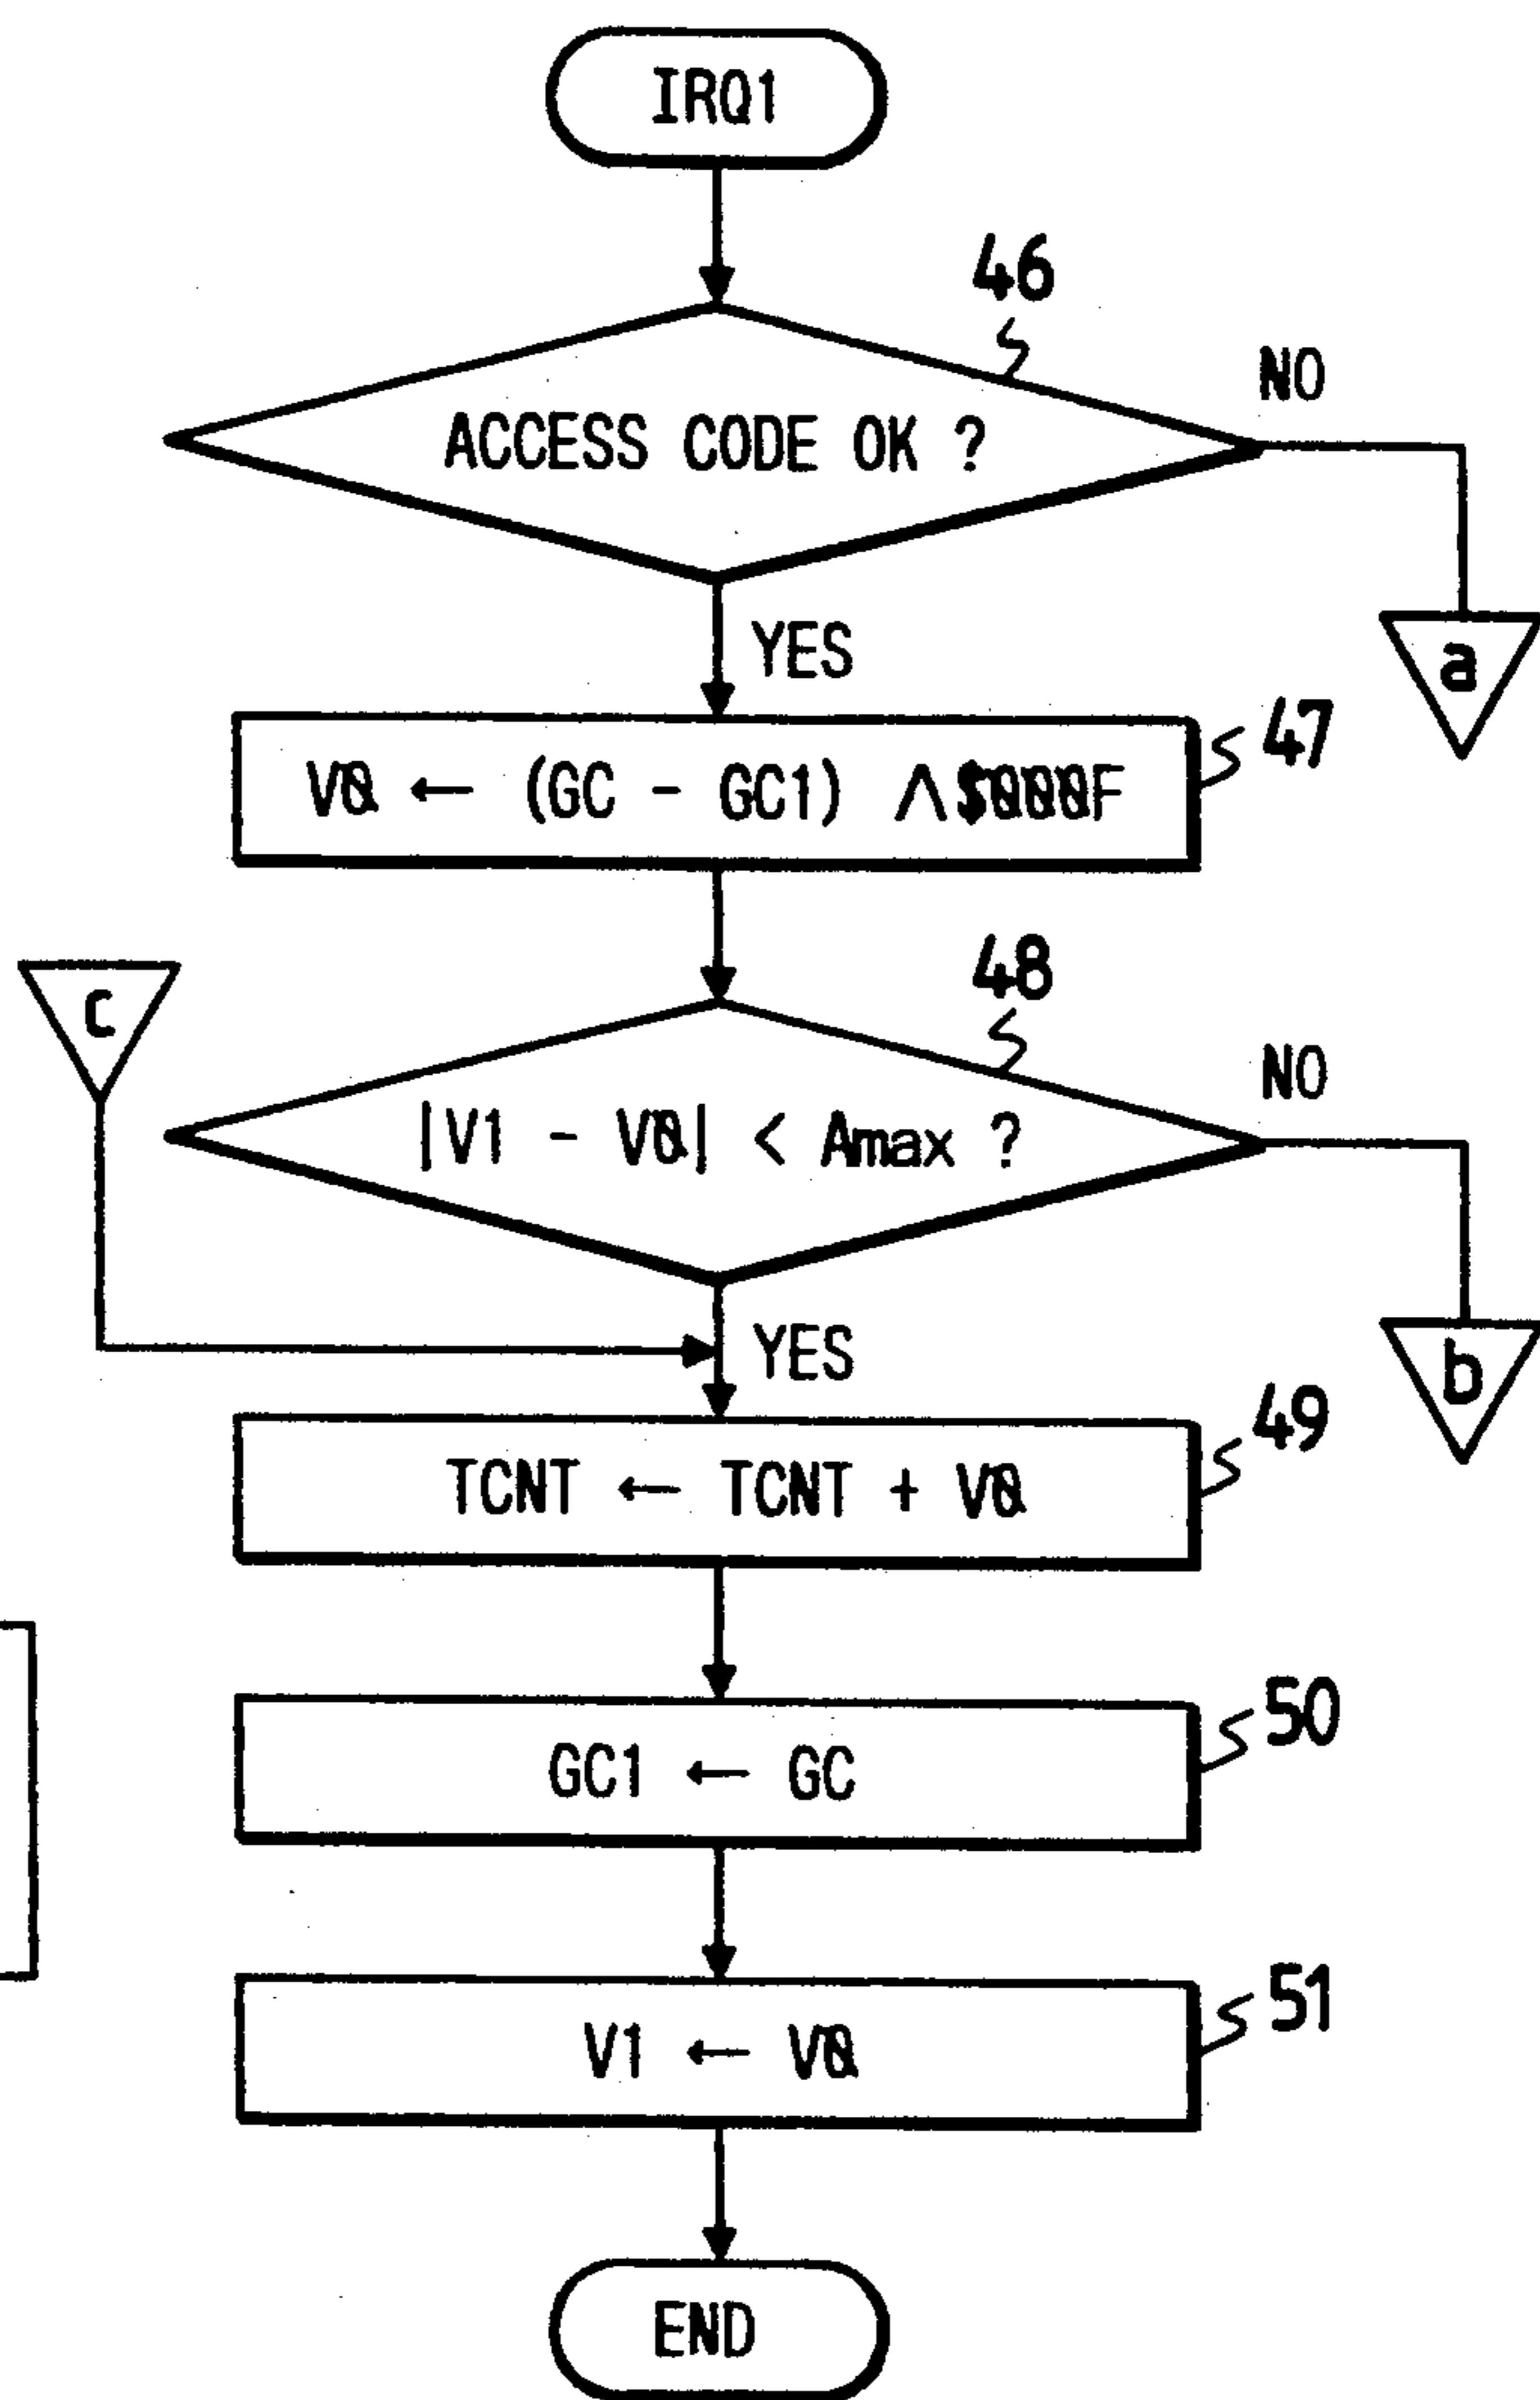 IRQ1
46
NO
ACCESS CODE OK ?
a
YES
47
V0 ← (GC - GC1) ∧ $000F
c
48
NO
|V1 - V0| < Amax ?
b
YES
49
TCNT ← TCNT + V0
50
GC1 ← GC
51
V1 ← V0
END